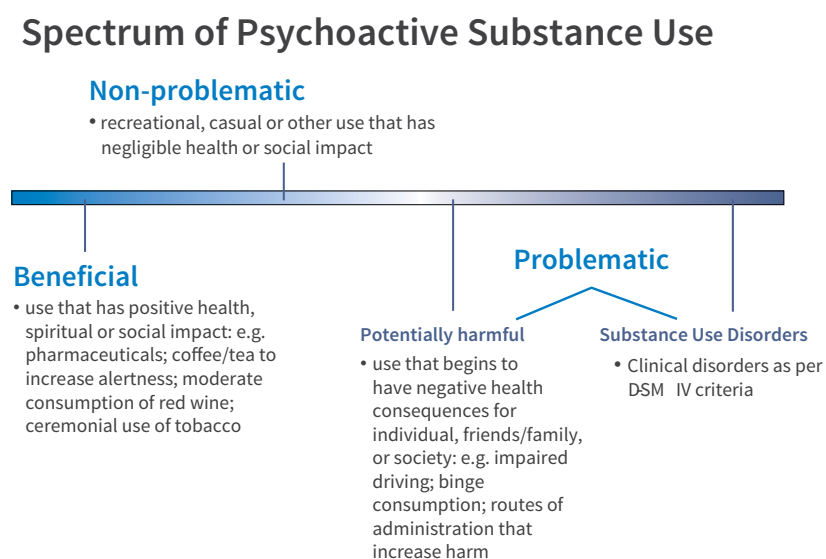 Spectrum of Psychoactive Substance Use
Non-problematic
• recreational, casual or other use that has
negligible health or social impact
Beneficial
• use that has positive health,
spiritual or social impact: e.g.
pharmaceuticals; coffee/tea to
increase alertness; moderate
consumption of red wine;
ceremonial use of tobacco
Problematic
Potentially harmful
• use that begins to
have negative health
consequences for
individual, friends/family,
or society: e.g. impaired
driving; binge
consumption; routes of
administration that
increase harm
Substance Use Disorders
• Clinical disorders as per
D-SM IV criteria